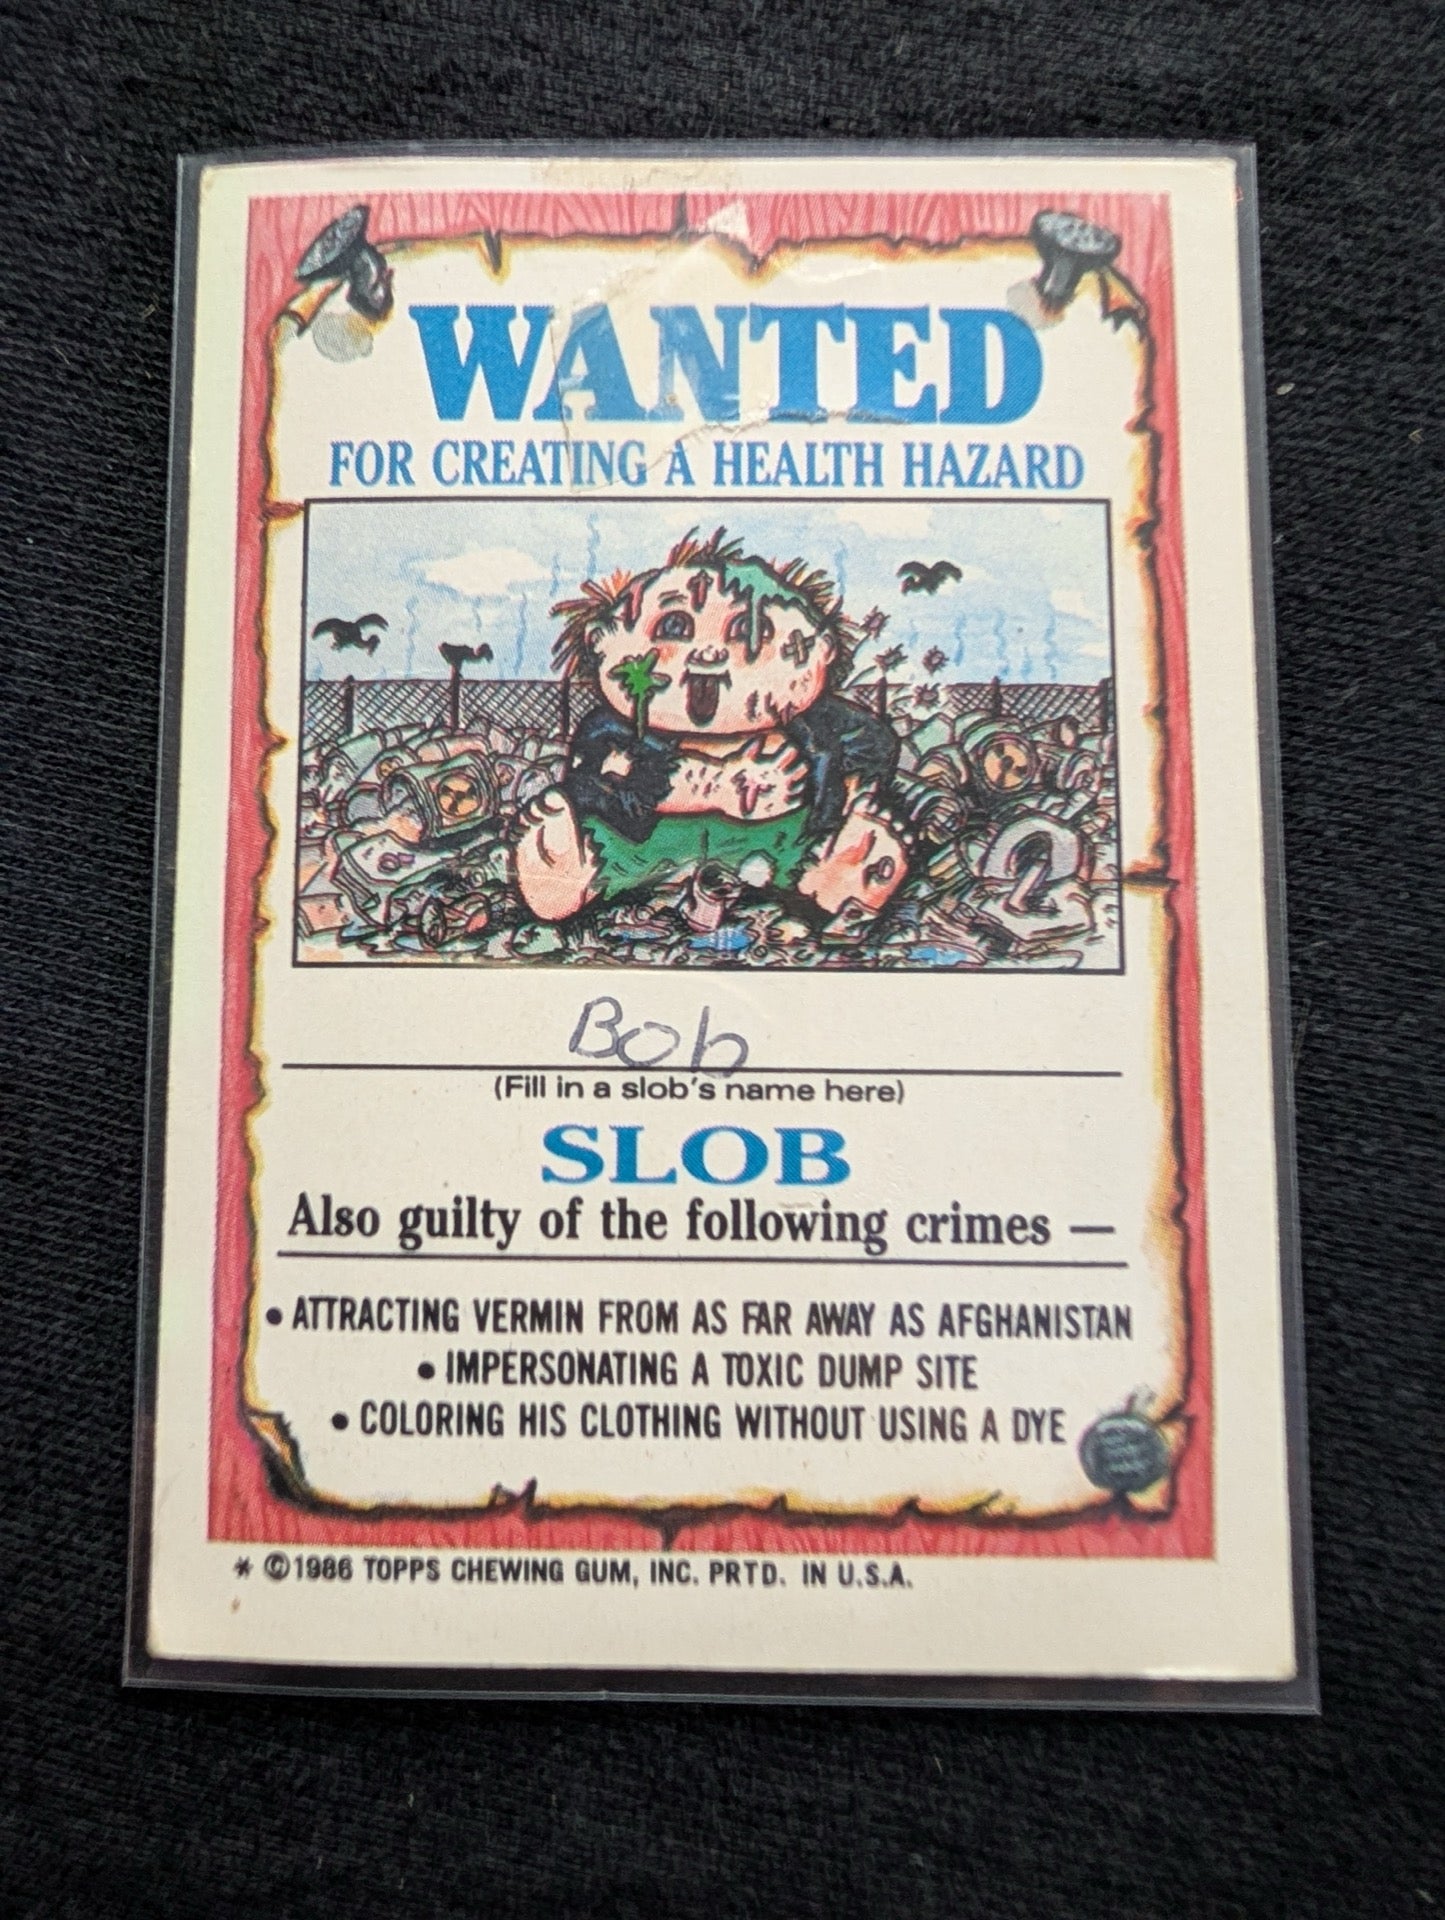 WANTED
FOR CREATING A HEALTH HAZARD
Bob
(Fill in a slob's name here)
SLOB
Also guilty of the following crimes —
• ATTRACTING VERMIN FROM AS FAR AWAY AS AFGHANISTAN
• IMPERSONATING A TOXIC DUMP SITE
• COLORING HIS CLOTHING WITHOUT USING A DYE
* ©1986 TOPPS CHEWING GUM, INC. PRTD. IN U.S.A.